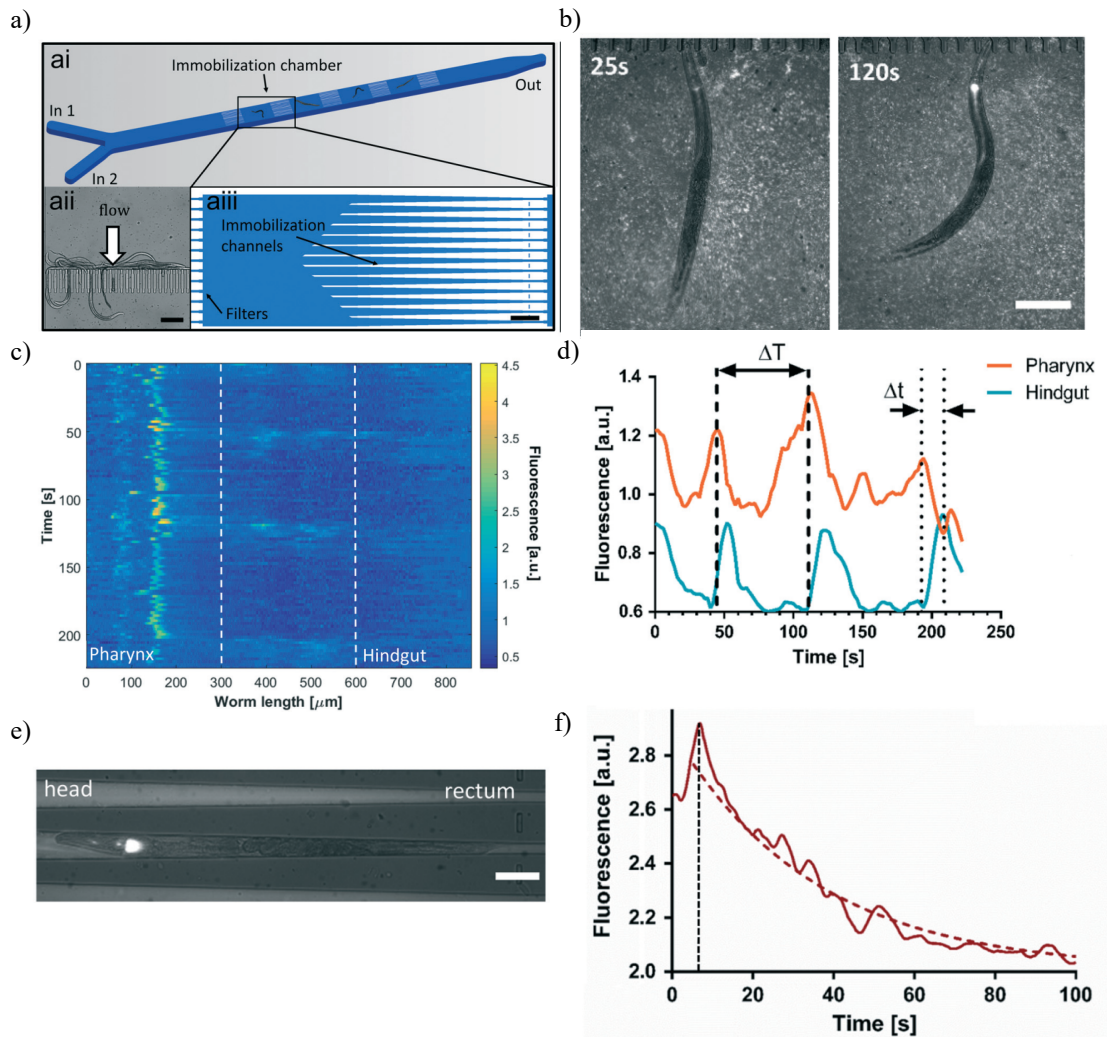 a)
ai
Immobilization chamber
Out
In 1
In 2
aii
flow
aiii
Immobilization
channels
Filters
b)
25s
120s
c)
0
50
100
150
200
Time [s]
Pharynx
Hindgut
0 100 200 300 400 500 600 700 800
Worm length [μm]
4.5
4
3.5
3
2.5
2
1.5
1
0.5
Fluorescence [a.u.]
d)
ΔT
Δt
Pharynx
Hindgut
1.4
1.2
1.0
0.8
0.6
Fluorescence [a.u.]
0 50 100 150 200 250
Time [s]
e)
head
rectum
f)
2.8
2.6
2.4
2.2
2.0
Fluorescence [a.u.]
0 20 40 60 80 100
Time [s]